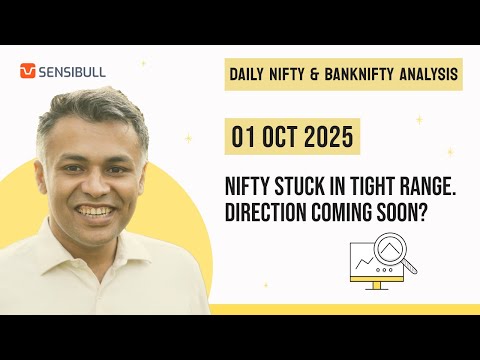 SENSIBULL
DAILY NIFTY & BANKNIFTY ANALYSIS
01 OCT 2025
NIFTY STUCK IN TIGHT RANGE.
DIRECTION COMING SOON?